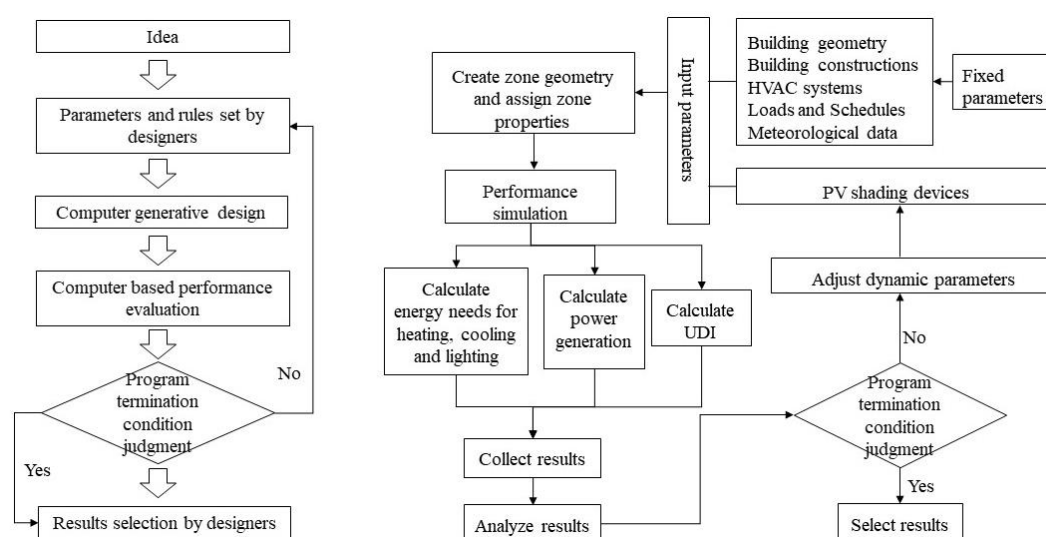 Idea
Parameters and rules set by
designers
Computer generative design
Computer based performance
evaluation
Program
termination
condition
judgment
No
Yes
Results selection by designers
Create zone geometry
and assign zone
properties
Input parameters
Building geometry
Building constructions
HVAC systems
Loads and Schedules
Meteorological data
Fixed
parameters
Performance
simulation
PV shading devices
Adjust dynamic parameters
Calculate
energy needs for
heating, cooling
and lighting
Calculate
power
generation
Calculate
UDI
No
Program
termination
condition
judgment
Yes
Collect results
Analyze results
Select results